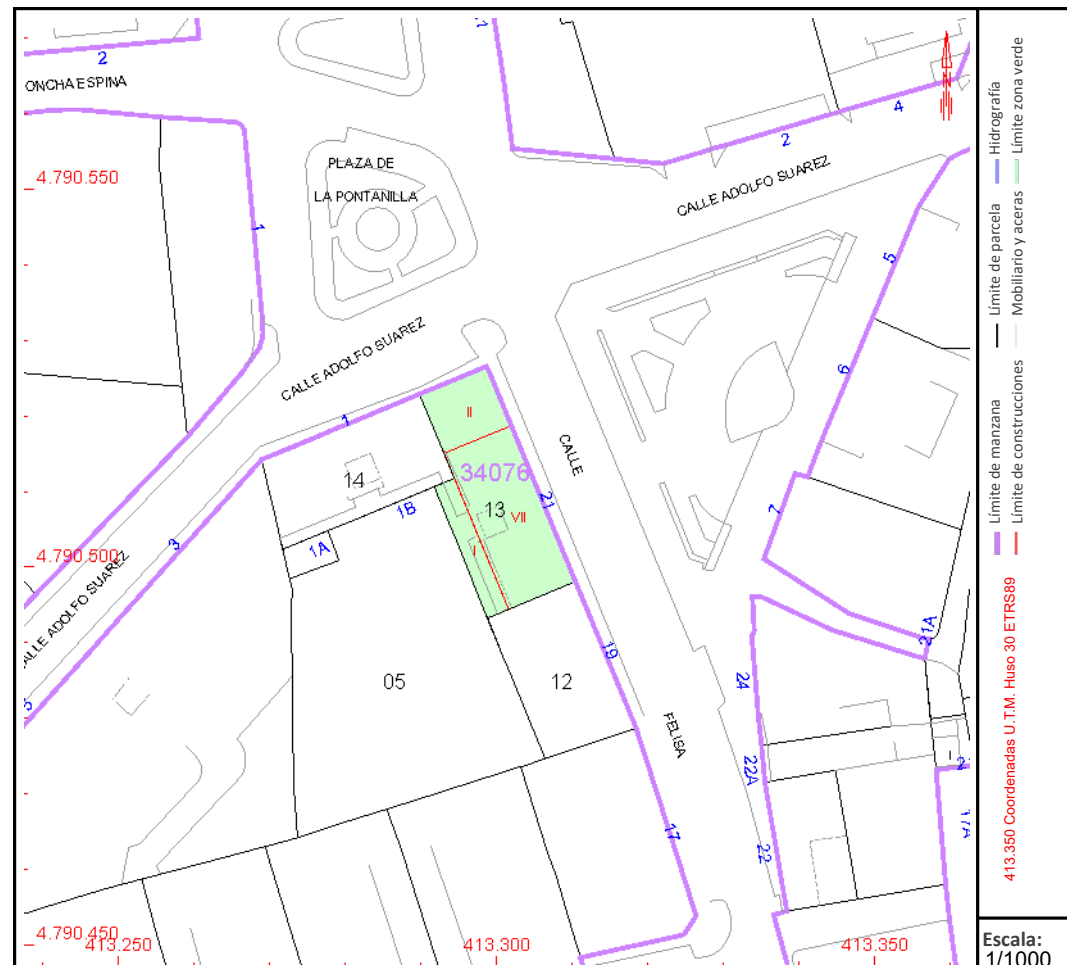 2
ONCHA ESPINA
4
2
PLAZA DE
LA PONTANILLA
CALLE ADOLFO SUAREZ
4.790.550
1
5
6
CALLE ADOLFO SUAREZ
1
II
CALLE
34076
14
13
21
VII
I
1B
1A
7
3
4.790.500
CALLE ADOLFO SUAREZ
5
05
12
19
21A
24
FELISA
22A
17
22
17A
4.790.450
413.250
413.300
413.350
N
Límite de manzana
Límite de parcela
Hidrografía
Límite de construcciones
Mobiliario y aceras
Límite zona verde
413.350 Coordenadas U.T.M. Huso 30 ETRS89
Escala:
1/1000